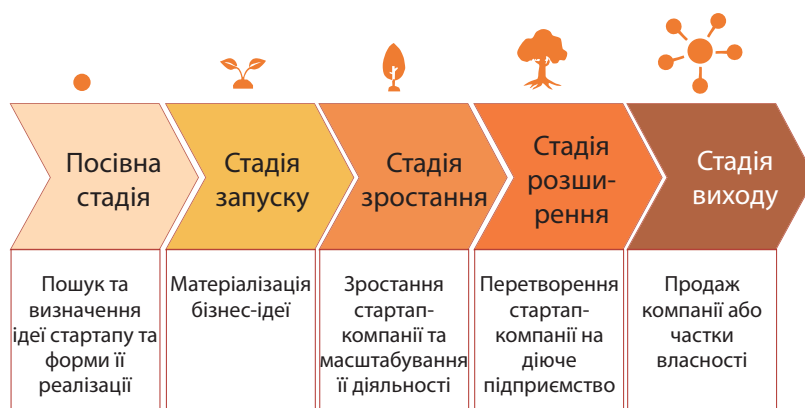 Посівна
стадія
Стадія
запуску
Стадія
зростання
Стадія
розши-
рення
Стадія
виходу
Пошук та
визначення
ідеї стартапу та
форми її
реалізації
Матеріалізація
бізнес-ідеї
Зростання
стартап-
компанії та
масштабування
її діяльності
Перетворення
стартап-
компанії на
діюче
підприємство
Продаж
компанії або
частки
власності